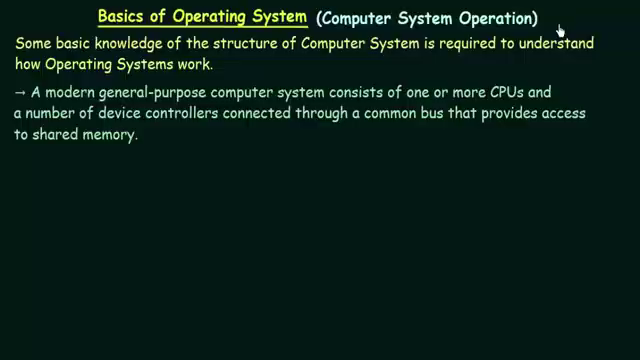 Basics of Operating System (Computer System Operation)
Some basic knowledge of the structure of Computer System is required to understand
how Operating Systems work.
→ A modern general-purpose computer system consists of one or more CPUs and
a number of device controllers connected through a common bus that provides access
to shared memory.